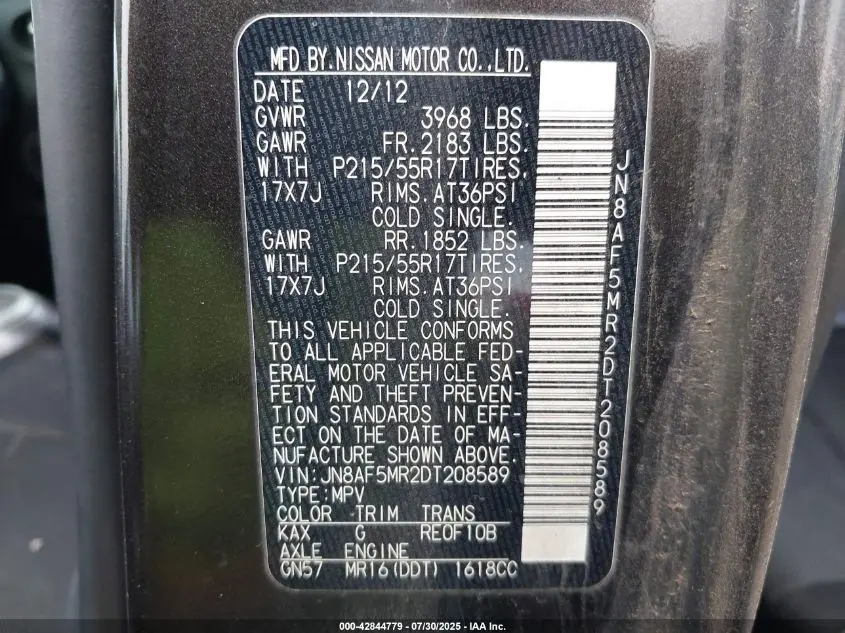 MFD BY.NISSAN MOTOR CO.,LTD.
DATE 12/12
GVWR 3968 LBS.
GAWR FR.2183 LBS.
WITH P215/55R17TIRES,
17X7J RIMS.AT36PSI
COLD SINGLE.
GAWR RR.1852 LBS.
WITH P215/55R17TIRES,
17X7J RIMS.AT36PSI
COLD SINGLE.
THIS VEHICLE CONFORMS
TO ALL APPLICABLE FED-
ERAL MOTOR VEHICLE SA-
FETY AND THEFT PREVEN-
TION STANDARDS IN EFF-
ECT ON THE DATE OF MA-
NUFACTURE SHOWN ABOVE.
VIN:JN8AF5MR2DT208589
TYPE:MPV
COLOR TRIM TRANS
KAX G RE0F10B
AXLE ENGINE
GN57 MR16(DDT) 1618CC
JN8AF5MR2DT208589
000-42844779 - 07/30/2025 - IAA Inc.